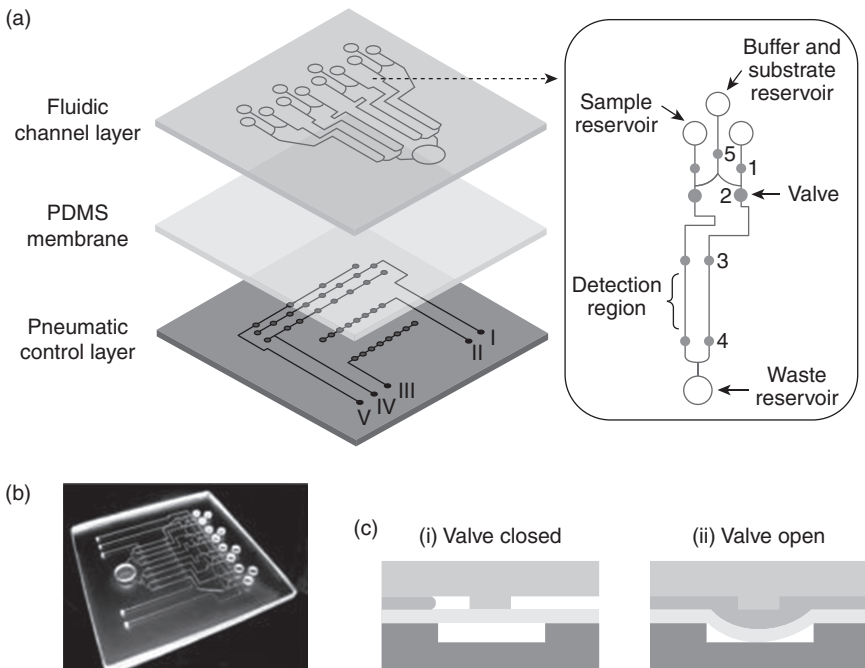 (a)
Fluidic
channel layer
PDMS
membrane
Pneumatic
control layer
I
II
III
IV
V
Buffer and
substrate
reservoir
Sample
reservoir
5
1
2
Valve
3
Detection
region
4
Waste
reservoir
(b)
(c)
(i) Valve closed
(ii) Valve open